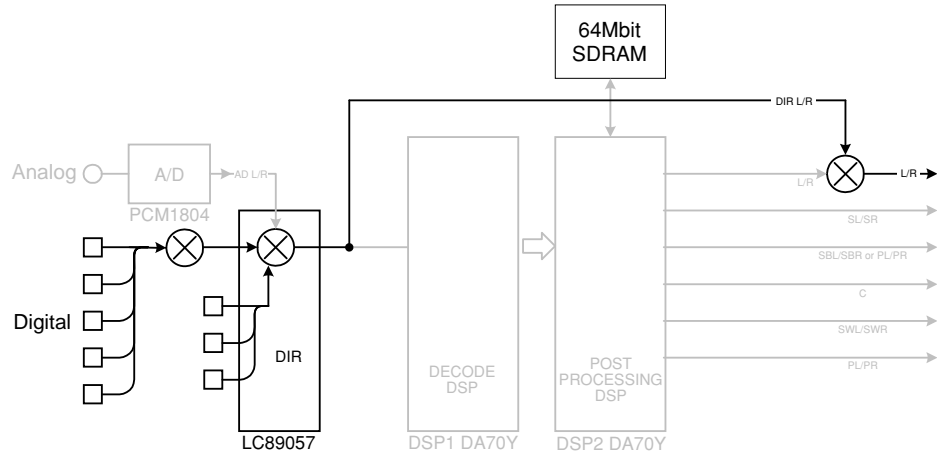 64Mbit
SDRAM
DIR L/R
Analog
A/D
AD L/R
L/R
L/R
PCM1804
SL/SR
SBL/SBR or PL/PR
C
Digital
SWL/SWR
DIR
DECODE
DSP
POST
PROCESSING
DSP
PL/PR
LC89057
DSP1 DA70Y
DSP2 DA70Y